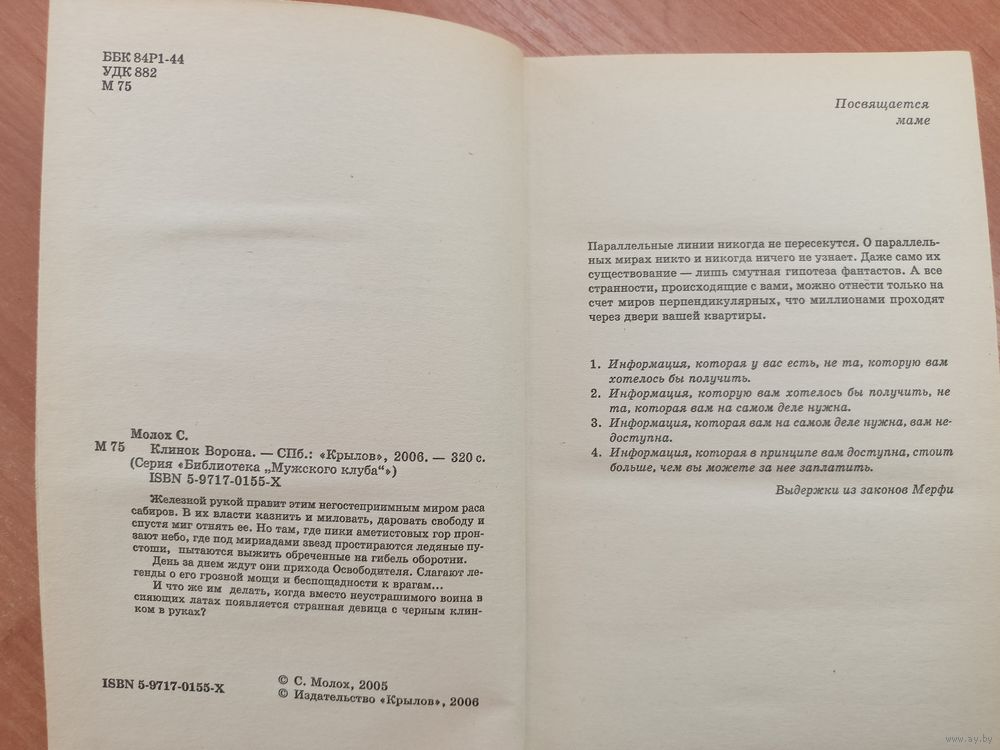 ББК 84Р1-44
УДК 882
М 75
Молох С.
М 75 Клинок Ворона. — СПб.: «Крылов», 2006. — 320 с.
(Серия «Библиотека „Мужского клуба“»)
ISBN 5-9717-0155-X
Железной рукой правит этим негостеприимным миром раса
сабиров. В их власти казнить и миловать, даровать свободу и
спустя миг отнять ее. Но там, где пики аметистовых гор прон-
зают небо, где под мириадами звезд простираются ледяные пу-
стоши, пытаются выжить обреченные на гибель оборотни.
День за днем ждут они прихода Освободителя. Слагают ле-
генды о его грозной мощи и беспощадности к врагам...
И что же им делать, когда вместо неустрашимого воина в
сияющих латах появляется странная девица с черным клин-
ком в руках?
ISBN 5-9717-0155-X
© С. Молох, 2005
© Издательство «Крылов», 2006
Посвящается
маме
Параллельные линии никогда не пересекутся. О параллель-
ных мирах никто и никогда ничего не узнает. Даже само их
существование — лишь смутная гипотеза фантастов. А все
странности, происходящие с вами, можно отнести только на
счет миров перпендикулярных, что миллионами проходят
через двери вашей квартиры.
1. Информация, которая у вас есть, не та, которую вам
хотелось бы получить.
2. Информация, которую вам хотелось бы получить, не
та, которая вам на самом деле нужна.
3. Информация, которая вам на самом деле нужна, вам не-
доступна.
4. Информация, которая в принципе вам доступна, стоит
больше, чем вы можете за нее заплатить.
Выдержки из законов Мерфи
www.ay.by